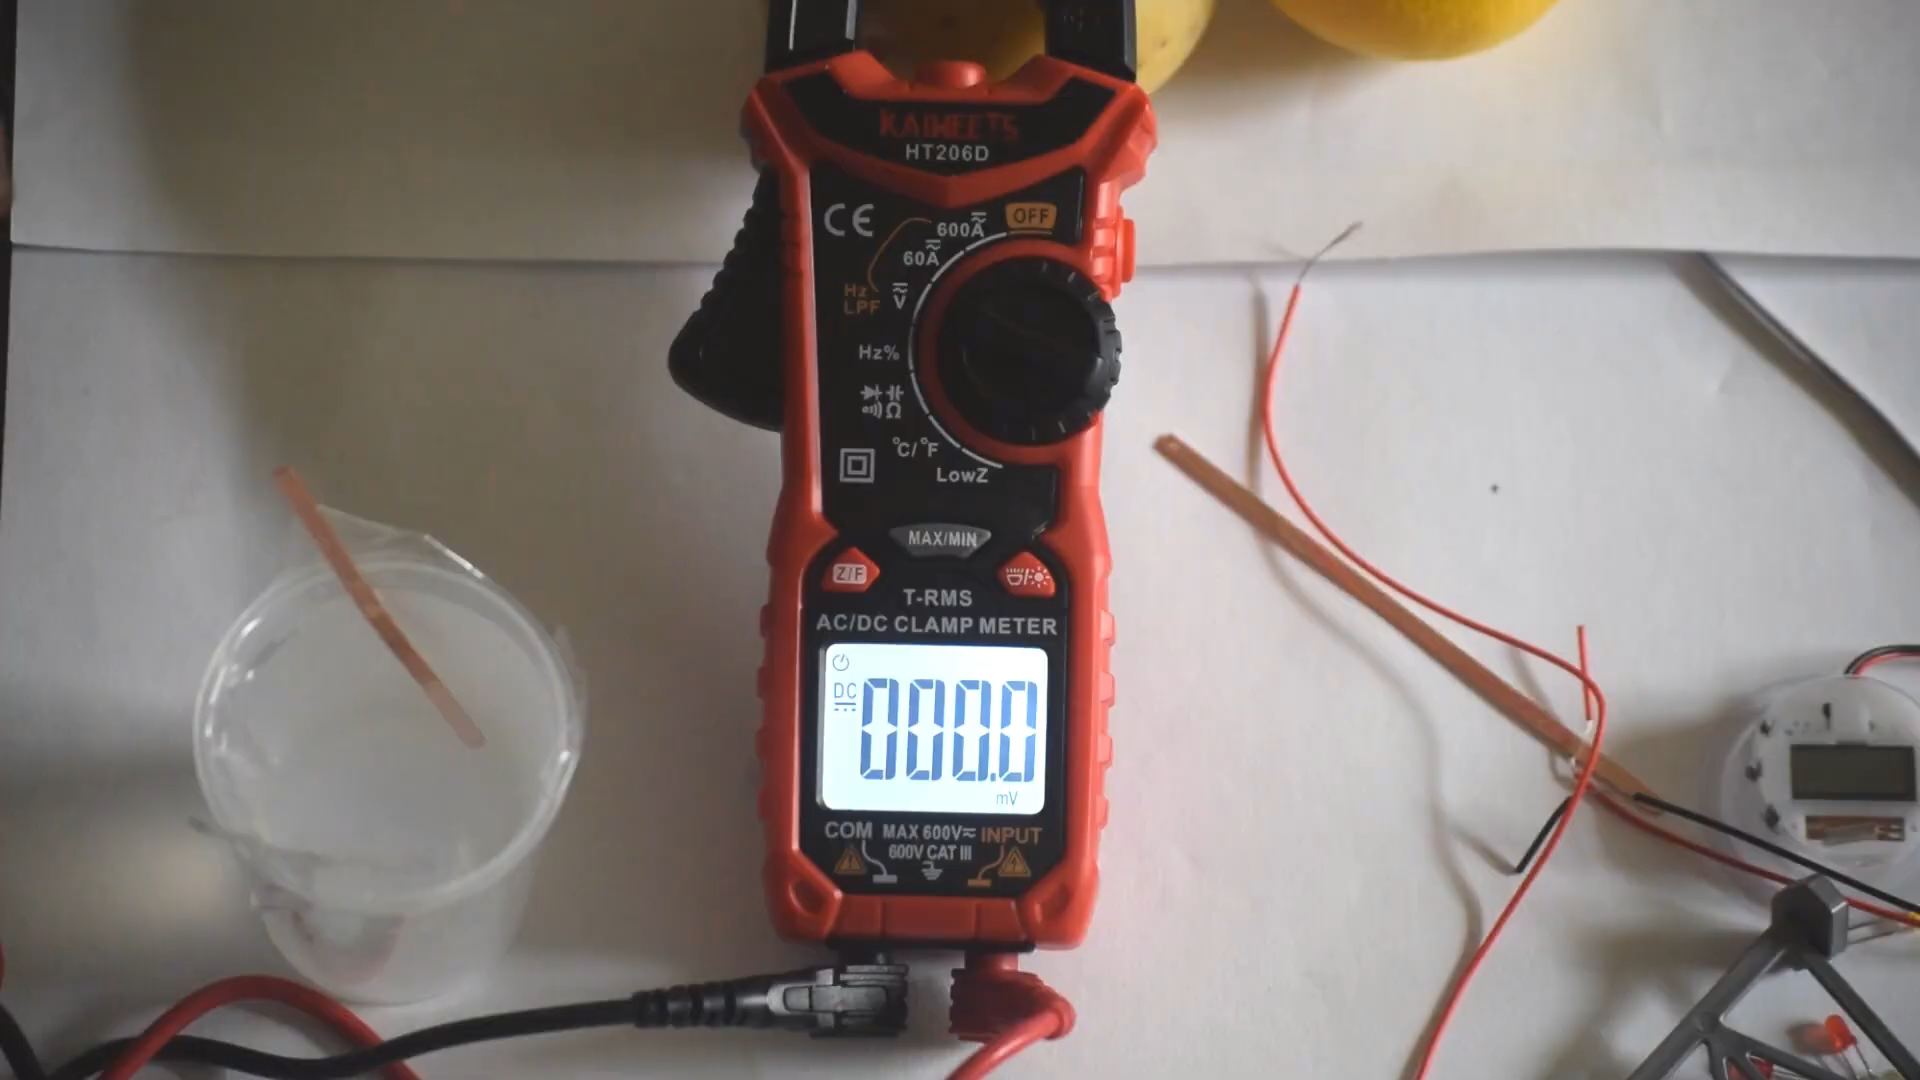 KAIWEETS
HT206D
CE
OFF
600A
60A
Hz
LPF
V
Hz%
Ω
°C/°F
LowZ
MAX/MIN
Z/F
T-RMS
AC/DC CLAMP METER
DC
000.0
mV
COM MAX 600V INPUT
600V CAT III